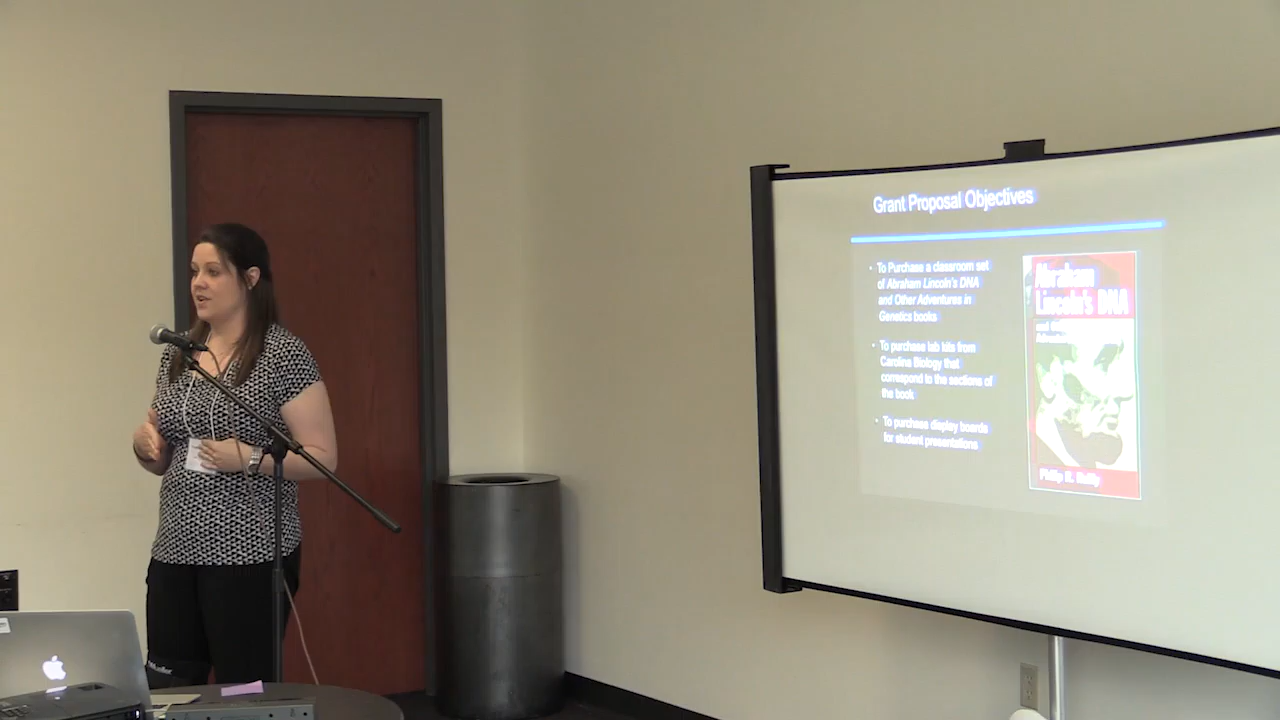 Grant Proposal Objectives
• To Purchase a classroom set
of Abraham Lincoln's DNA
and Other Adventures in
Genetics books
• To purchase lab kits from
Carolina Biology that
correspond to the sections of
the book
• To purchase display boards
for student presentations
Abraham
Lincoln's DNA
and
Philip R. Reilly